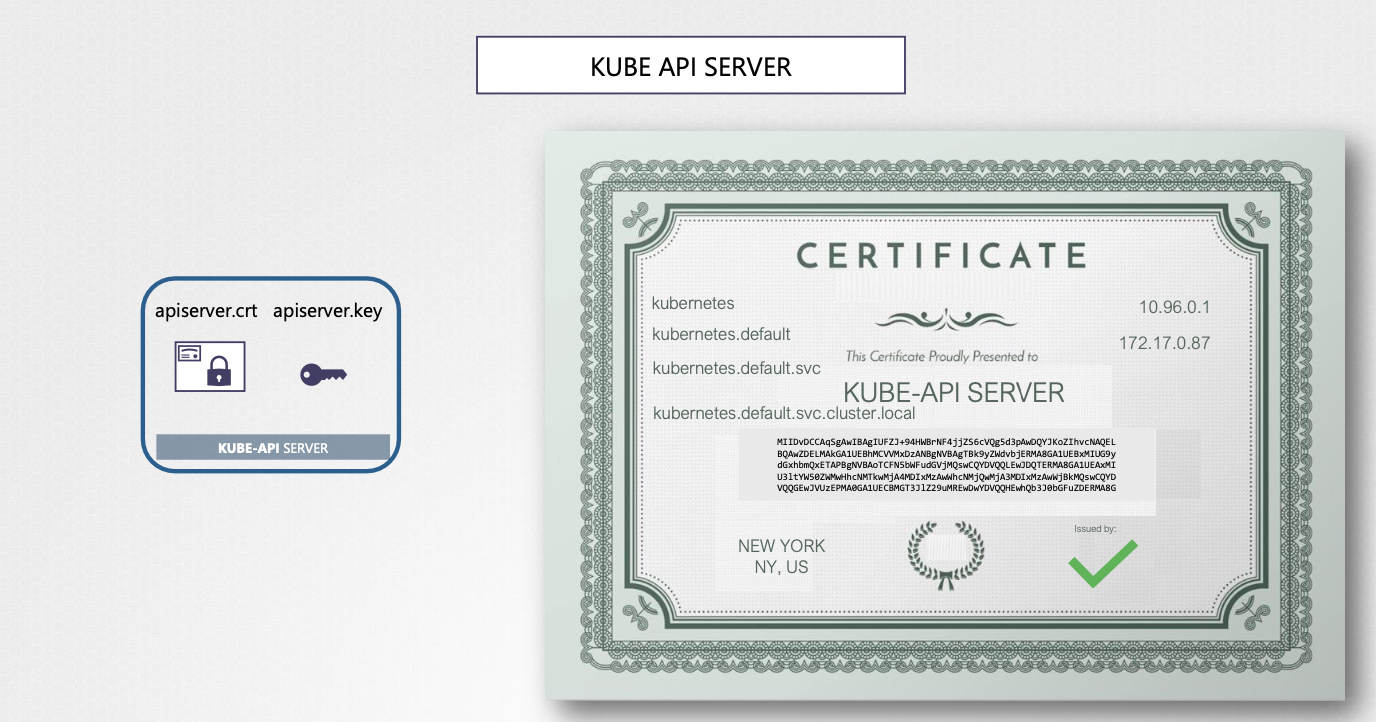 KUBE API SERVER
apiserver.crt apiserver.key
KUBE-API SERVER
CERTIFICATE
kubernetes
kubernetes.default
kubernetes.default.svc
kubernetes.default.svc.cluster.local
10.96.0.1
172.17.0.87
This Certificate Proudly Presented to
KUBE-API SERVER
MIIDvDCCAqSgAwIBAgIUFZJ+94HWBrNF4jjZS6cVQg5d3pAwDQYJKoZIhvcNAQEL
BQAwZDELMAkGA1UEBhMCVVMxDzANBgNVBAgTBk9yZWdvbjERMA8GA1UEBxMIUG9y
dGxhbmQxETAPBgNVBAoTCFN5bWFudGVjMQswCQYDVQQLEwJDQTERMA8GA1UEAxMI
U3ltYW50ZWMwHhcNMTkwMjA4MDIxMzAwWhcNMjQwMjA3MDIxMzAwWjBkMQswCQYD
VQQGEwJVUzEPMA0GA1UECBMGT3JlZ29uMREwDwYDVQQHEwhQb3J0bGFuZDERMA8G
NEW YORK
NY, US
Issued by: